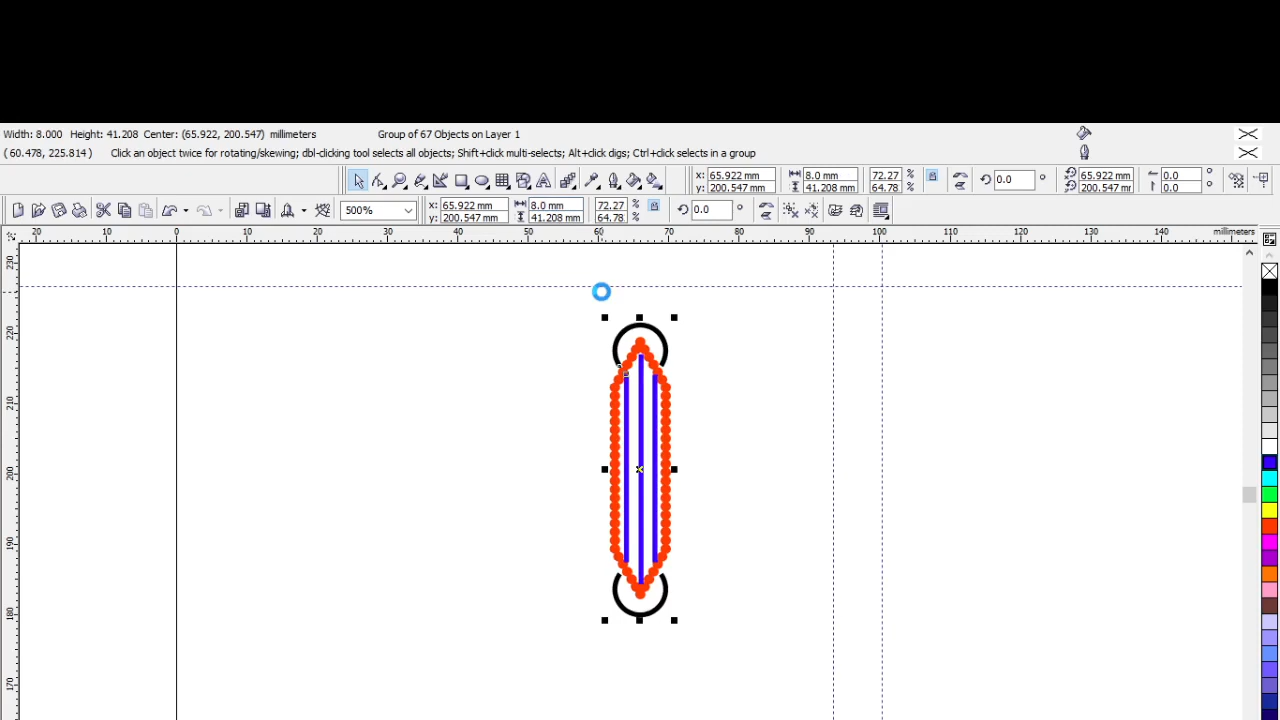 Width: 8.000 Height: 41.208 Center: (65.922, 200.547) millimeters Group of 67 Objects on Layer 1
(60.478, 225.814 ) Click an object twice for rotating/skewing; dbl-clicking tool selects all objects; Shift+click multi-selects; Alt+click digs; Ctrl+click selects in a group
x: 65.922 mm 8.0 mm 72.27 % 0.0 ° 65.922 mm 0.0 °
y: 200.547 mm 41.208 mm 64.78 % 200.547 mm 0.0 °
500% x: 65.922 mm 8.0 mm 72.27 % 0.0 °
y: 200.547 mm 41.208 mm 64.78 %
20 10 0 10 20 30 40 50 60 70 80 90 100 110 120 130 140 millimeters
230
220
210
200
190
180
170